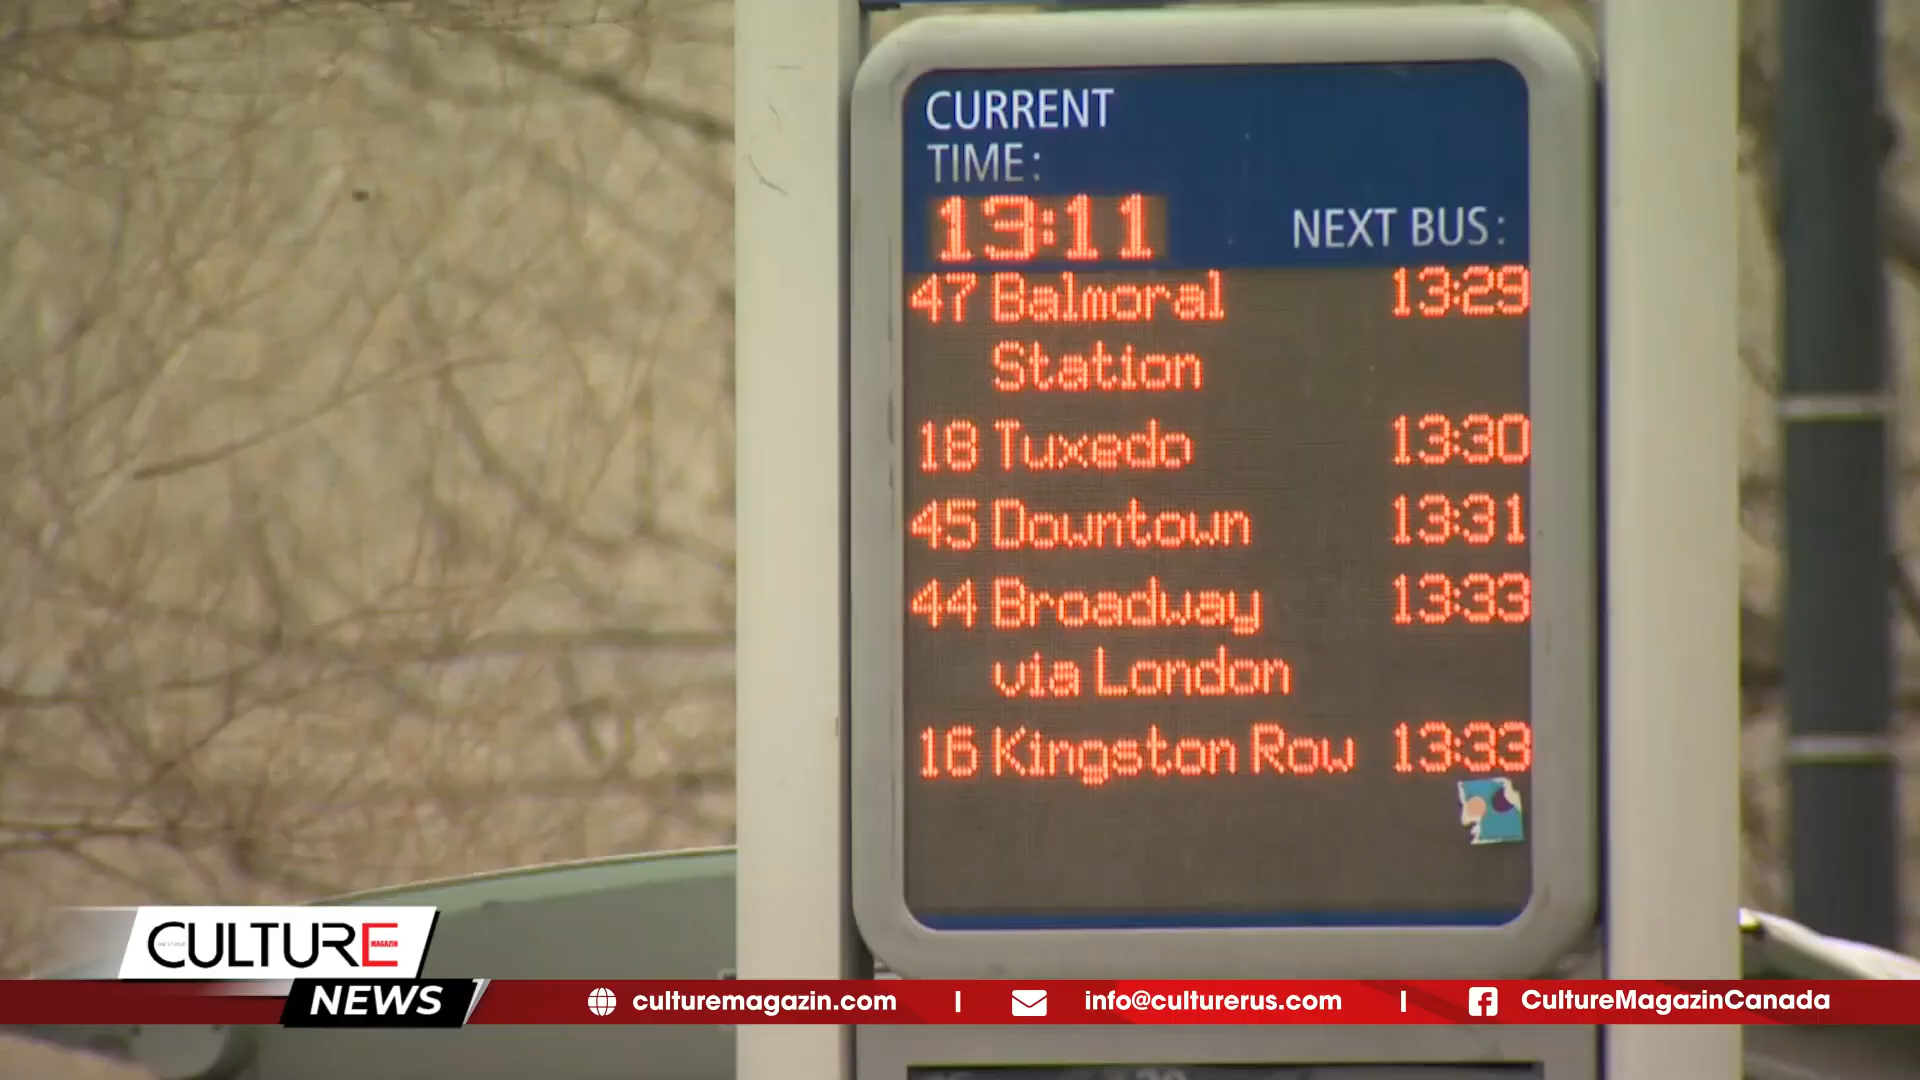 CURRENT
TIME:
13:11
NEXT BUS:
47 Balmoral 13:29
Station
18 Tuxedo 13:30
45 Downtown 13:31
44 Broadway 13:33
via London
16 Kingston Row 13:33
CULTURE
MAGAZIN
NEWS
culturemagazin.com | info@culturerus.com | CultureMagazinCanada